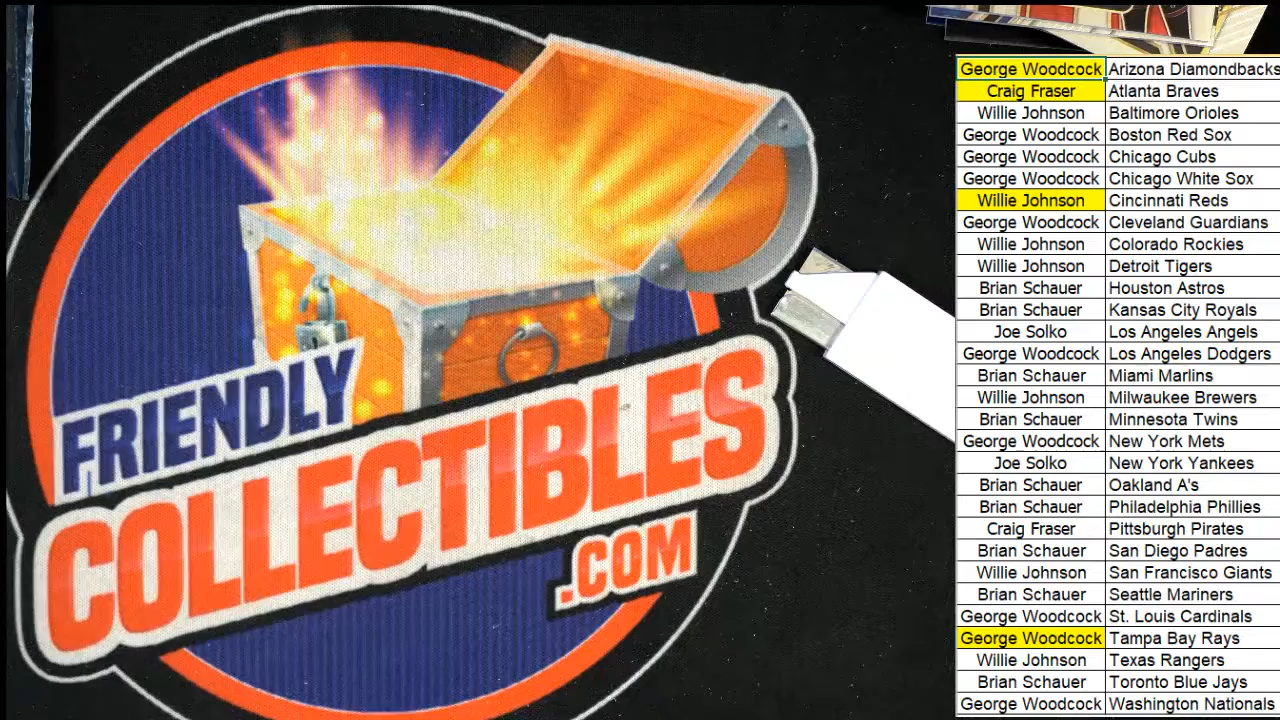 FRIENDLY
COLLECTIBLES
.COM
George Woodcock Arizona Diamondbacks
Craig Fraser Atlanta Braves
Willie Johnson Baltimore Orioles
George Woodcock Boston Red Sox
George Woodcock Chicago Cubs
George Woodcock Chicago White Sox
Willie Johnson Cincinnati Reds
George Woodcock Cleveland Guardians
Willie Johnson Colorado Rockies
Willie Johnson Detroit Tigers
Brian Schauer Houston Astros
Brian Schauer Kansas City Royals
Joe Solko Los Angeles Angels
George Woodcock Los Angeles Dodgers
Brian Schauer Miami Marlins
Willie Johnson Milwaukee Brewers
Brian Schauer Minnesota Twins
George Woodcock New York Mets
Joe Solko New York Yankees
Brian Schauer Oakland A's
Brian Schauer Philadelphia Phillies
Craig Fraser Pittsburgh Pirates
Brian Schauer San Diego Padres
Willie Johnson San Francisco Giants
Brian Schauer Seattle Mariners
George Woodcock St. Louis Cardinals
George Woodcock Tampa Bay Rays
Willie Johnson Texas Rangers
Brian Schauer Toronto Blue Jays
George Woodcock Washington Nationals